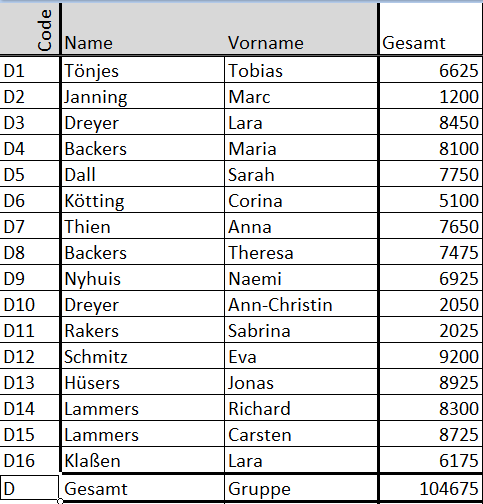 Code Name Vorname Gesamt
D1 Tönjes Tobias 6625
D2 Janning Marc 1200
D3 Dreyer Lara 8450
D4 Backers Maria 8100
D5 Dall Sarah 7750
D6 Kötting Corina 5100
D7 Thien Anna 7650
D8 Backers Theresa 7475
D9 Nyhuis Naemi 6925
D10 Dreyer Ann-Christin 2050
D11 Rakers Sabrina 2025
D12 Schmitz Eva 9200
D13 Hüsers Jonas 8925
D14 Lammers Richard 8300
D15 Lammers Carsten 8725
D16 Klaßen Lara 6175
D Gesamt Gruppe 104675